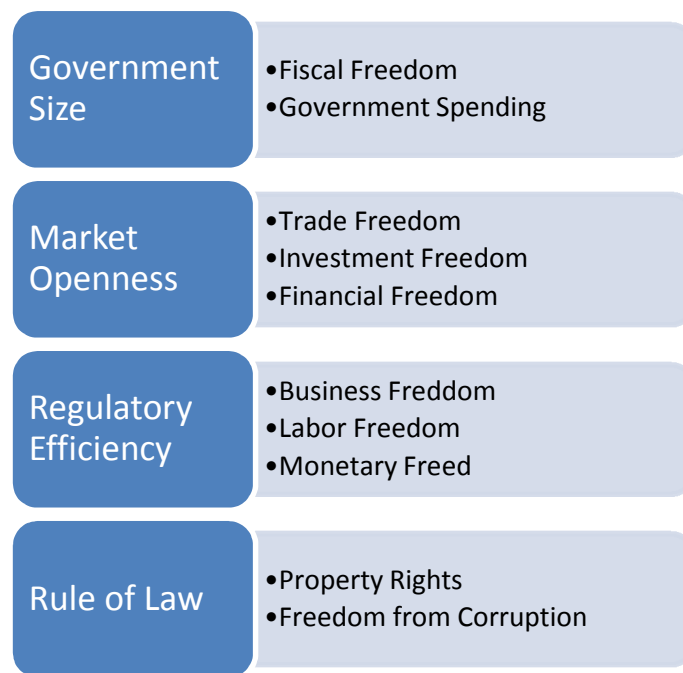 Government
Size
•Fiscal Freedom
•Government Spending
Market
Openness
•Trade Freedom
•Investment Freedom
•Financial Freedom
Regulatory
Efficiency
•Business Freddom
•Labor Freedom
•Monetary Freed
Rule of Law
•Property Rights
•Freedom from Corruption